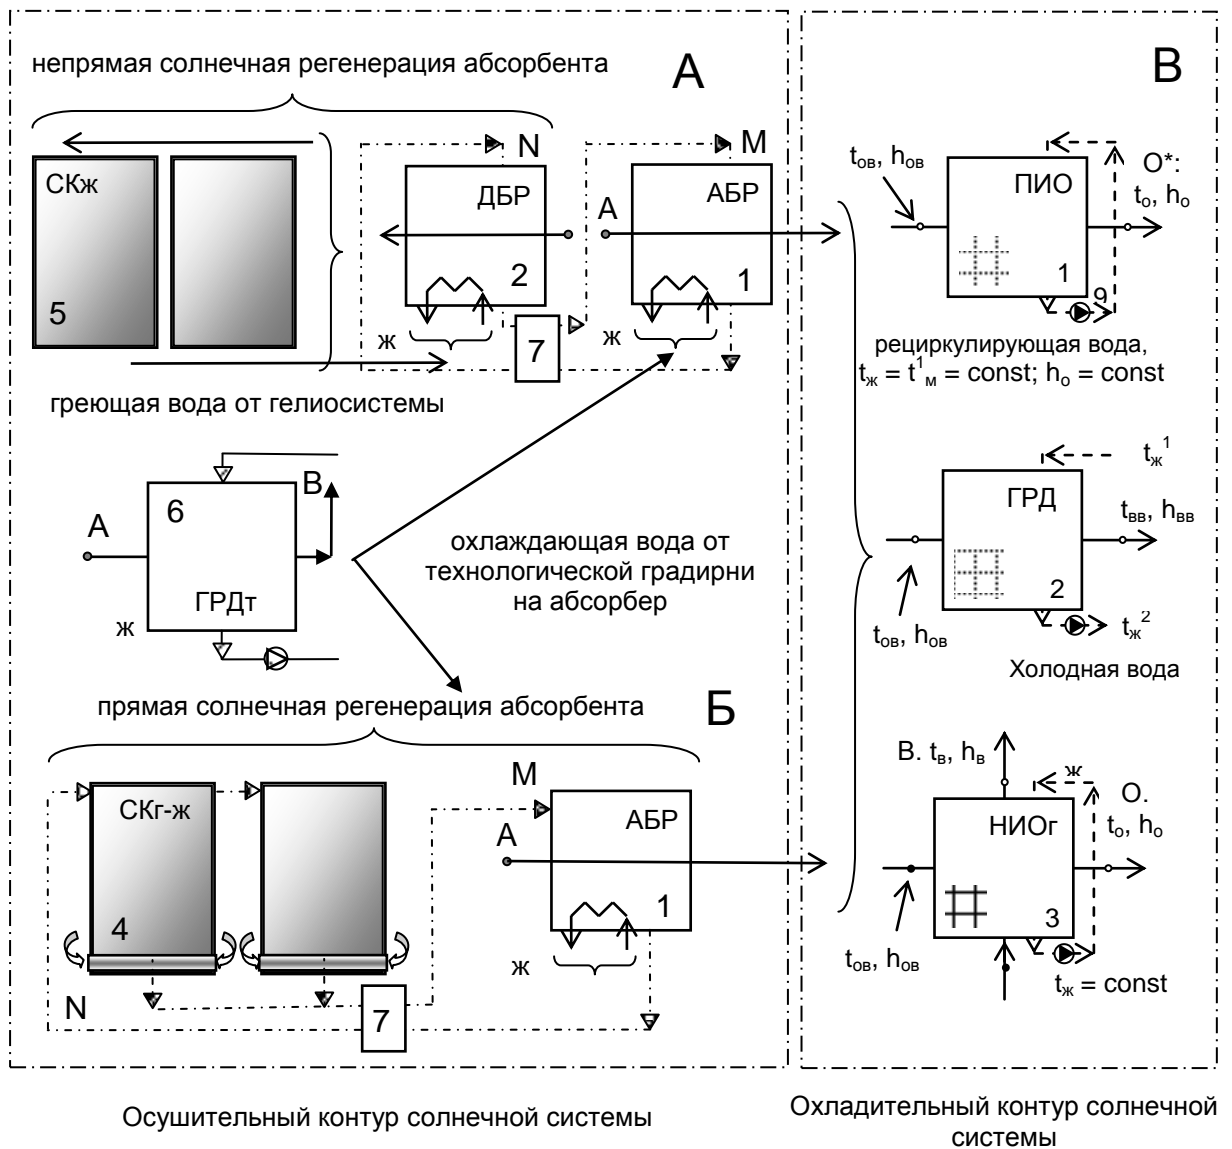 непрямая солнечная регенерация абсорбента
А
СКж
5
N
ДБР
2
ж
7
М
А
АБР
1
ж
греющая вода от гелиосистемы
А
6
В
ГРДт
ж
охлаждающая вода от
технологической градирни
на абсорбер
прямая солнечная регенерация абсорбента
Б
СКг-ж
4
N
7
М
А
АБР
1
ж
В
tов, hов
ПИО
1
9
О*:
tо, hо
рециркулирующая вода,
tж = t¹м = const; hо = const
ГРД
2
tж¹
tвв, hвв
tов, hов
tж²
Холодная вода
В. tв, hв
ж
О.
tо, hо
НИОг
3
tов, hов
tж = const
Осушительный контур солнечной системы
Охладительный контур солнечной
системы